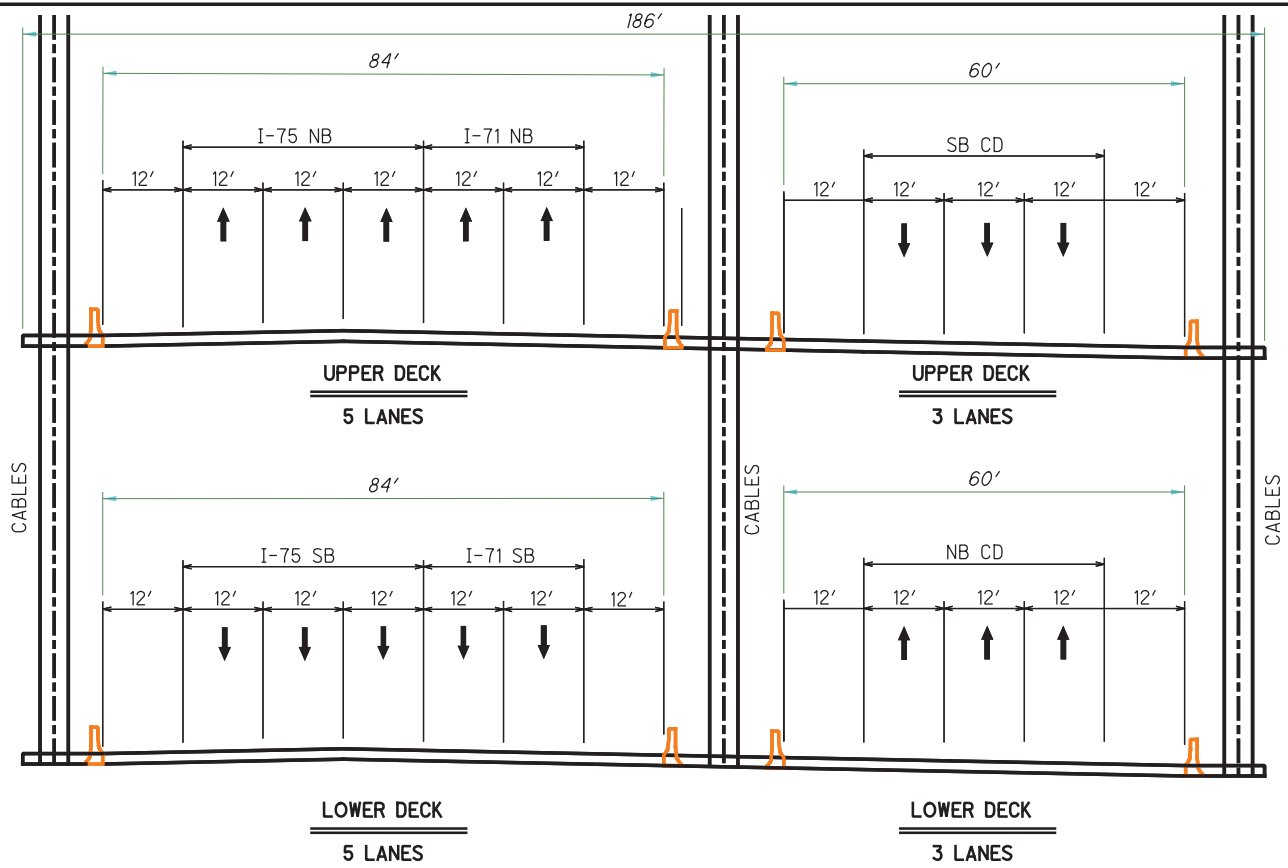 186'
84'
60'
I-75 NB I-71 NB
SB CD
12' 12' 12' 12' 12' 12' 12'
12' 12' 12' 12' 12'
UPPER DECK
5 LANES
UPPER DECK
3 LANES
CABLES
CABLES
CABLES
84'
60'
I-75 SB I-71 SB
NB CD
12' 12' 12' 12' 12' 12' 12'
12' 12' 12' 12' 12'
LOWER DECK
5 LANES
LOWER DECK
3 LANES